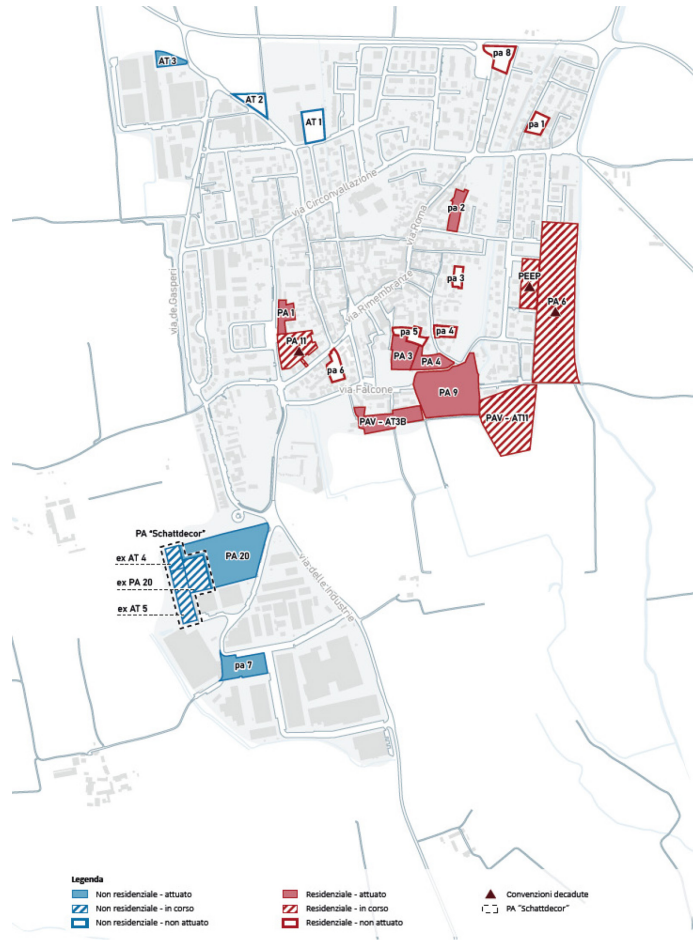 pa 8
AT 3
AT 2
AT 1
pa 1
via Circonvallazione
pa 2
via Roma
via de Gasperi
pa 3
PEEP
PA 6
via Rimembranze
PA 1
PA 11
pa 5
pa 4
PA 3
PA 4
pa 6
via Falcone
PA 9
PAV - AT3B
PAV - AT11
PA "Schattdecor"
ex AT 4
PA 20
ex PA 20
ex AT 5
via delle Industrie
pa 7
Legenda
Non residenziale - attuato
Non residenziale - in corso
Non residenziale - non attuato
Residenziale - attuato
Residenziale - in corso
Residenziale - non attuato
Convenzioni decadute
PA "Schattdecor"